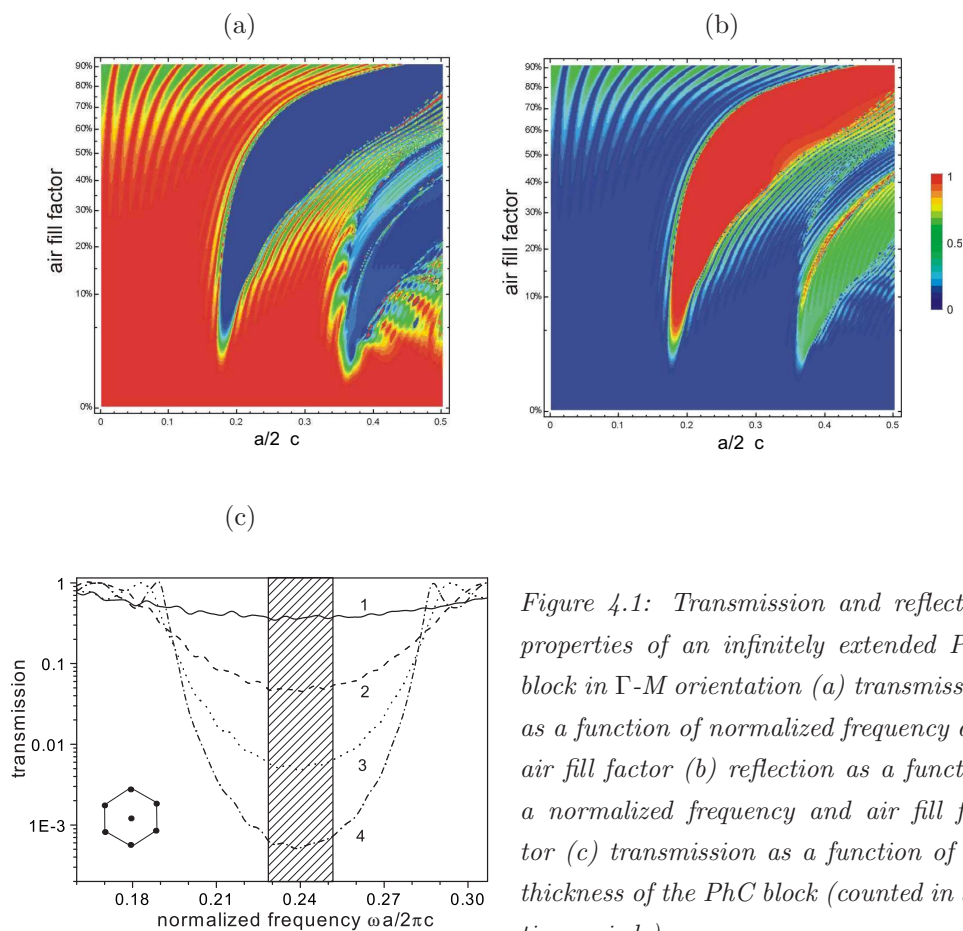 (a)
(b)
90%
80%
70%
60%
50%
40%
30%
20%
10%
0%
air fill factor
0
0.1
0.2
0.3
0.4
0.5
a/2 c
90%
80%
70%
60%
50%
40%
30%
20%
10%
0%
air fill factor
0
0.1
0.2
0.3
0.4
0.5
a/2 c
1
0.5
0
(c)
1
0.1
0.01
1E-3
transmission
1
2
3
4
0.18
0.21
0.24
0.27
0.30
normalized frequency ωa/2πc
Figure 4.1: Transmission and
properties of an infinitely extended
block in Γ-M orientation (a)
as a function of normalized frequency
air fill factor (b) reflection as a
a normalized frequency and air fill
tor (c) transmission as a function of
thickness of the PhC block (counted in